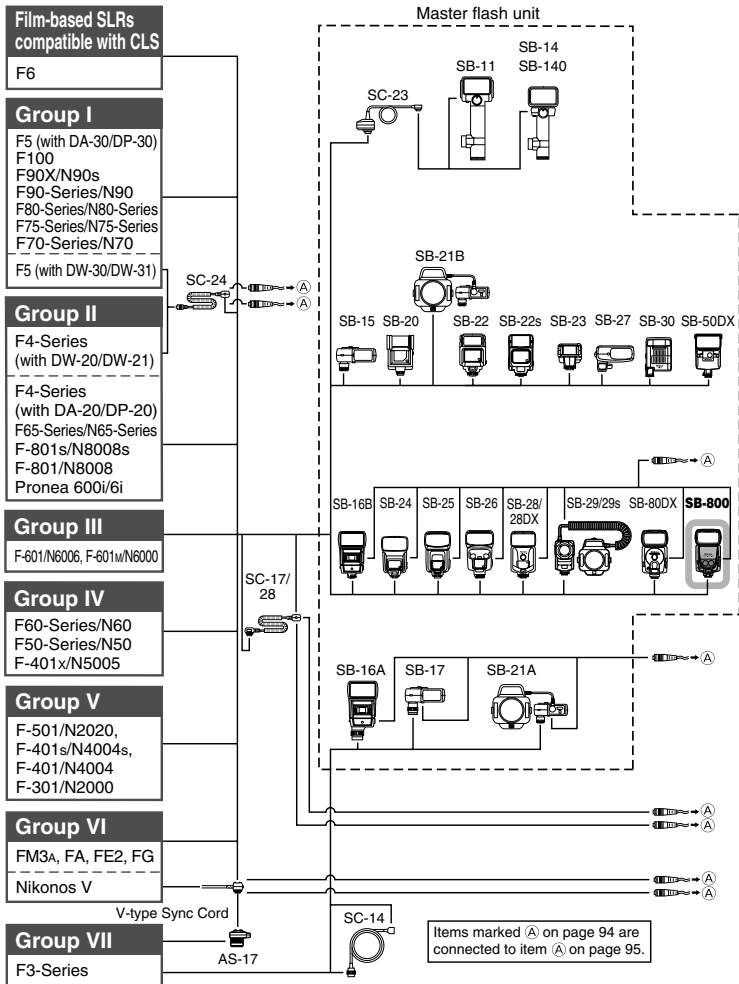 Film-based SLRs
compatible with CLS
F6
Group I
F5 (with DA-30/DP-30)
F100
F90X/N90s
F90-Series/N90
F80-Series/N80-Series
F75-Series/N75-Series
F70-Series/N70
F5 (with DW-30/DW-31)
Group II
F4-Series
(with DW-20/DW-21)
F4-Series
(with DA-20/DP-20)
F65-Series/N65-Series
F-801s/N8008s
F-801/N8008
Pronea 600i/6i
Group III
F-601/N6006, F-601M/N6000
Group IV
F60-Series/N60
F50-Series/N50
F-401x/N5005
Group V
F-501/N2020,
F-401s/N4004s,
F-401/N4004
F-301/N2000
Group VI
FM3A, FA, FE2, FG
Nikonos V
V-type Sync Cord
Group VII
F3-Series
AS-17
SC-24
Ⓐ
Ⓐ
SC-17/
28
Master flash unit
SC-23
SB-11
SB-14
SB-140
SB-21B
SB-15 SB-20 SB-22 SB-22s SB-23 SB-27 SB-30 SB-50DX
Ⓐ
SB-16B SB-24 SB-25 SB-26 SB-28/
28DX
SB-29/29s SB-80DX SB-800
Ⓐ
SB-16A SB-17 SB-21A
Ⓐ
Ⓐ
Ⓐ
Ⓐ
SC-14
Items marked Ⓐ on page 94 are
connected to item Ⓐ on page 95.